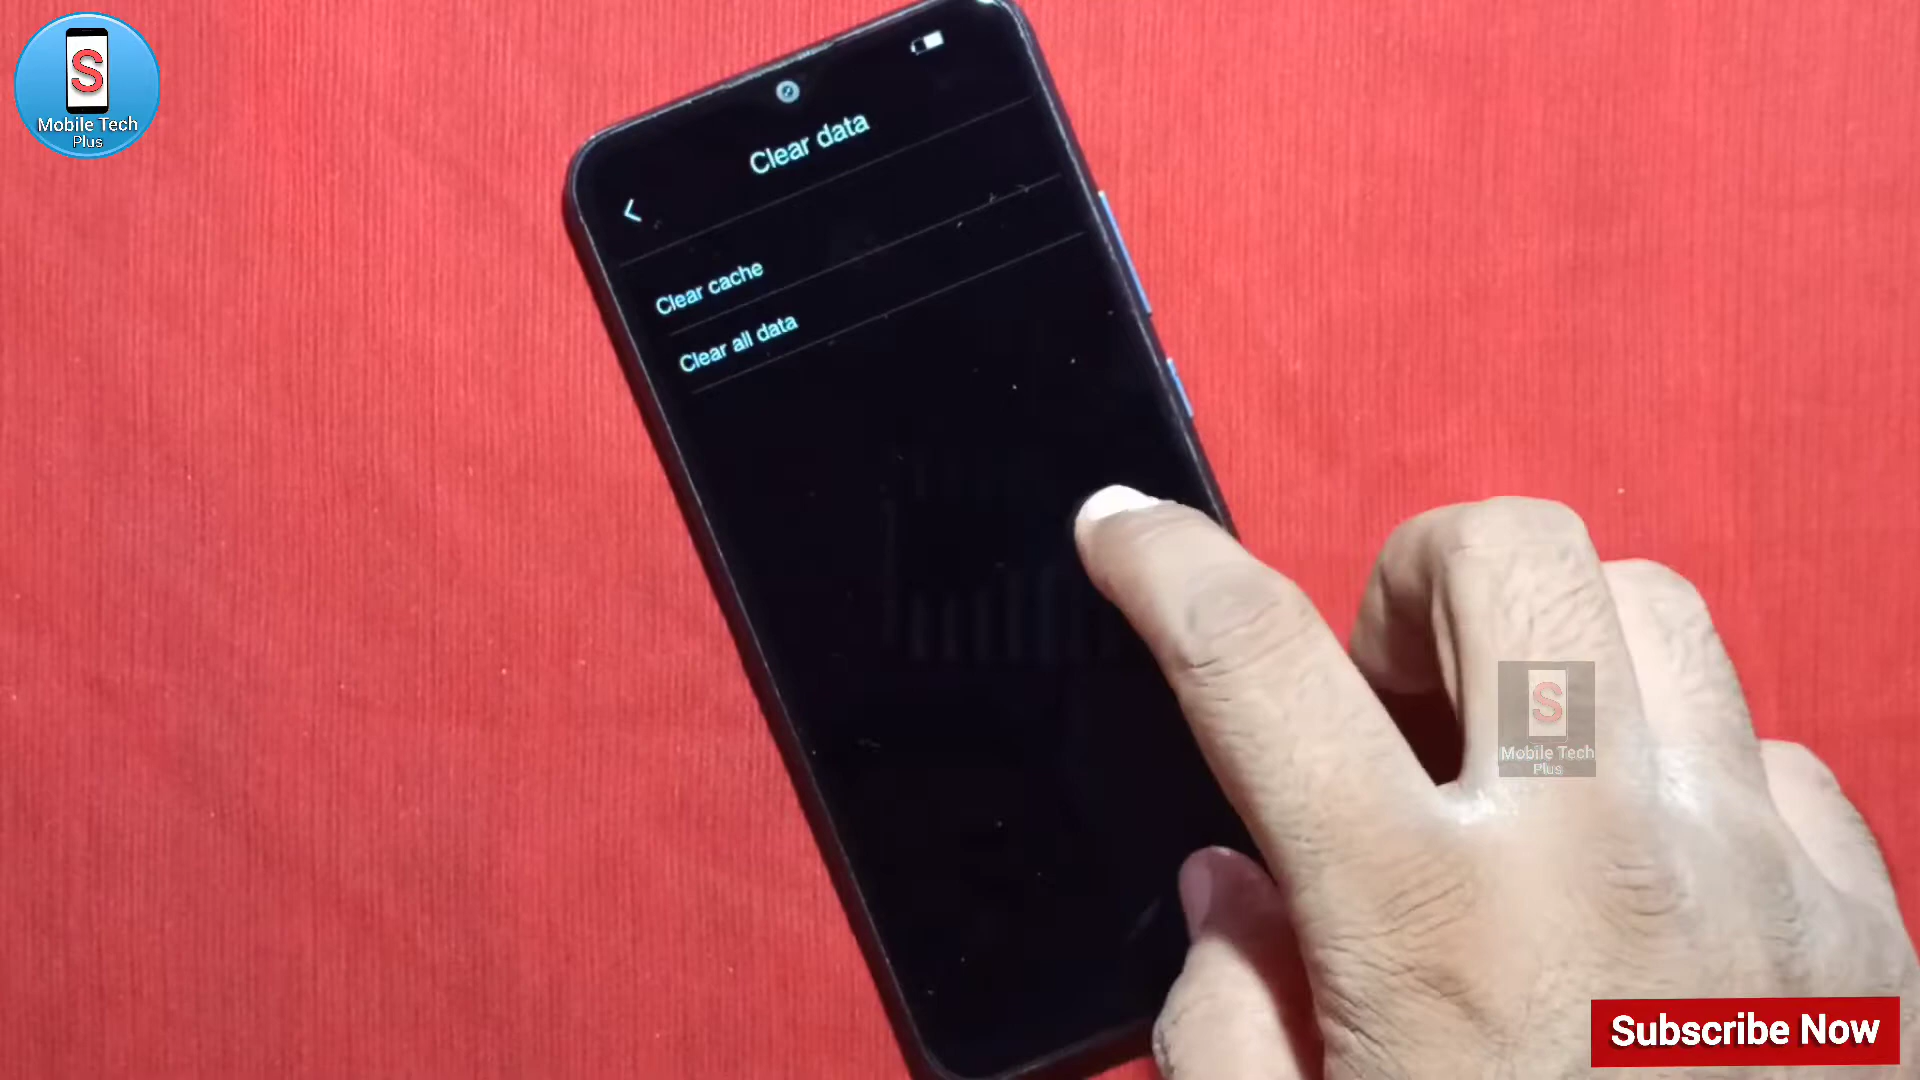 S
Mobile Tech
Plus
Clear data
Clear cache
Clear all data
S
Mobile Tech
Plus
Subscribe Now